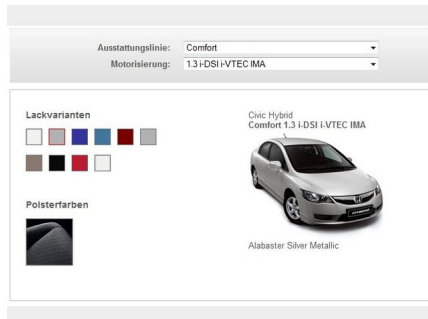 Ausstattungslinie: Comfort
Motorisierung: 1.3 i-DSI i-VTEC IMA
Lackvarianten
Polsterfarben
Civic Hybrid
Comfort 1.3 i-DSI i-VTEC IMA
HYBRID
Alabaster Silver Metallic